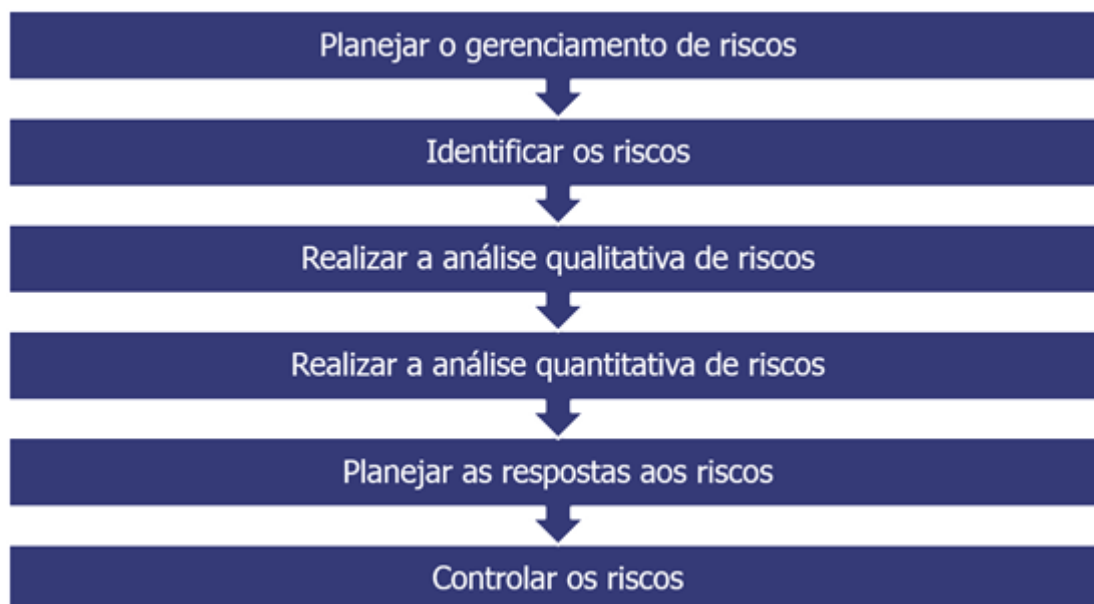 Planejar o gerenciamento de riscos
Identificar os riscos
Realizar a análise qualitativa de riscos
Realizar a análise quantitativa de riscos
Planejar as respostas aos riscos
Controlar os riscos